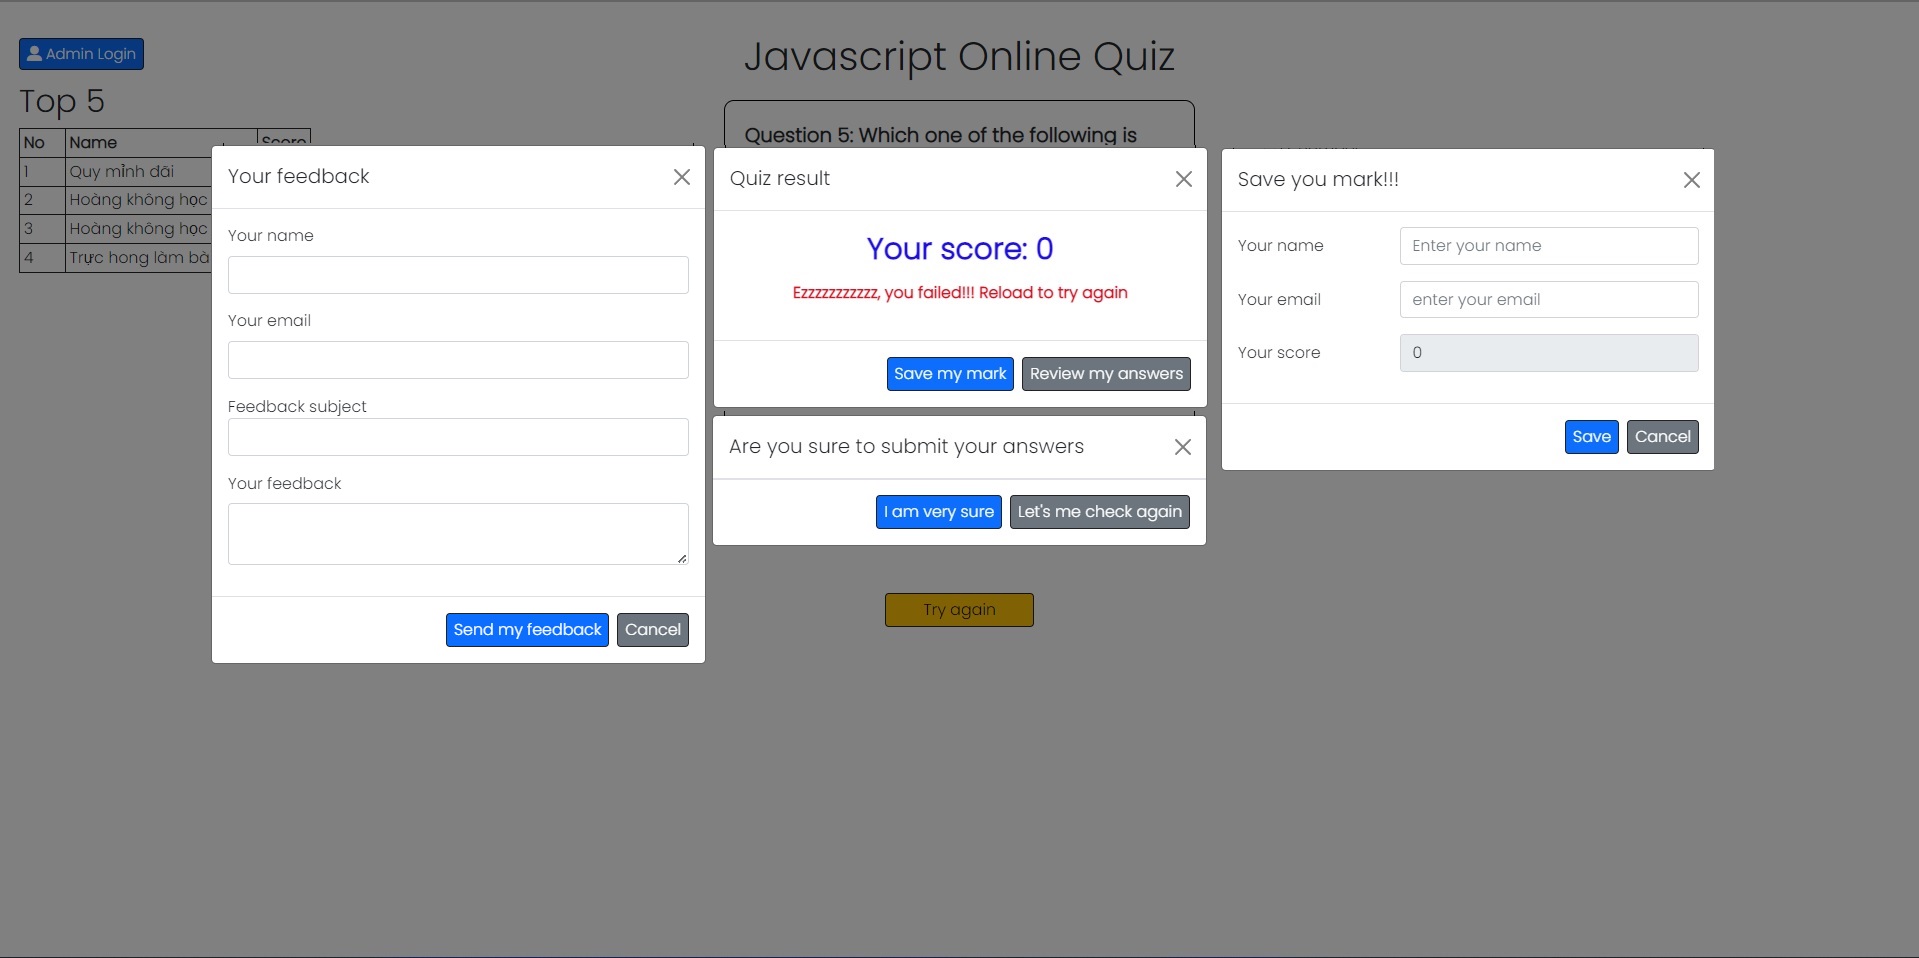 Admin Login
Javascript Online Quiz
Top 5
No Name Score
1 Quy mỉnh đãi
2 Hoàng không học
3 Hoàng không học
4 Trực hong làm bà
Question 5: Which one of the following is
Your feedback
Your name
Your email
Feedback subject
Your feedback
Send my feedback Cancel
Quiz result
Your score: 0
Ezzzzzzzzzzz, you failed!!! Reload to try again
Save my mark Review my answers
Are you sure to submit your answers
I am very sure Let's me check again
Try again
Save you mark!!!
Your name Enter your name
Your email enter your email
Your score 0
Save Cancel